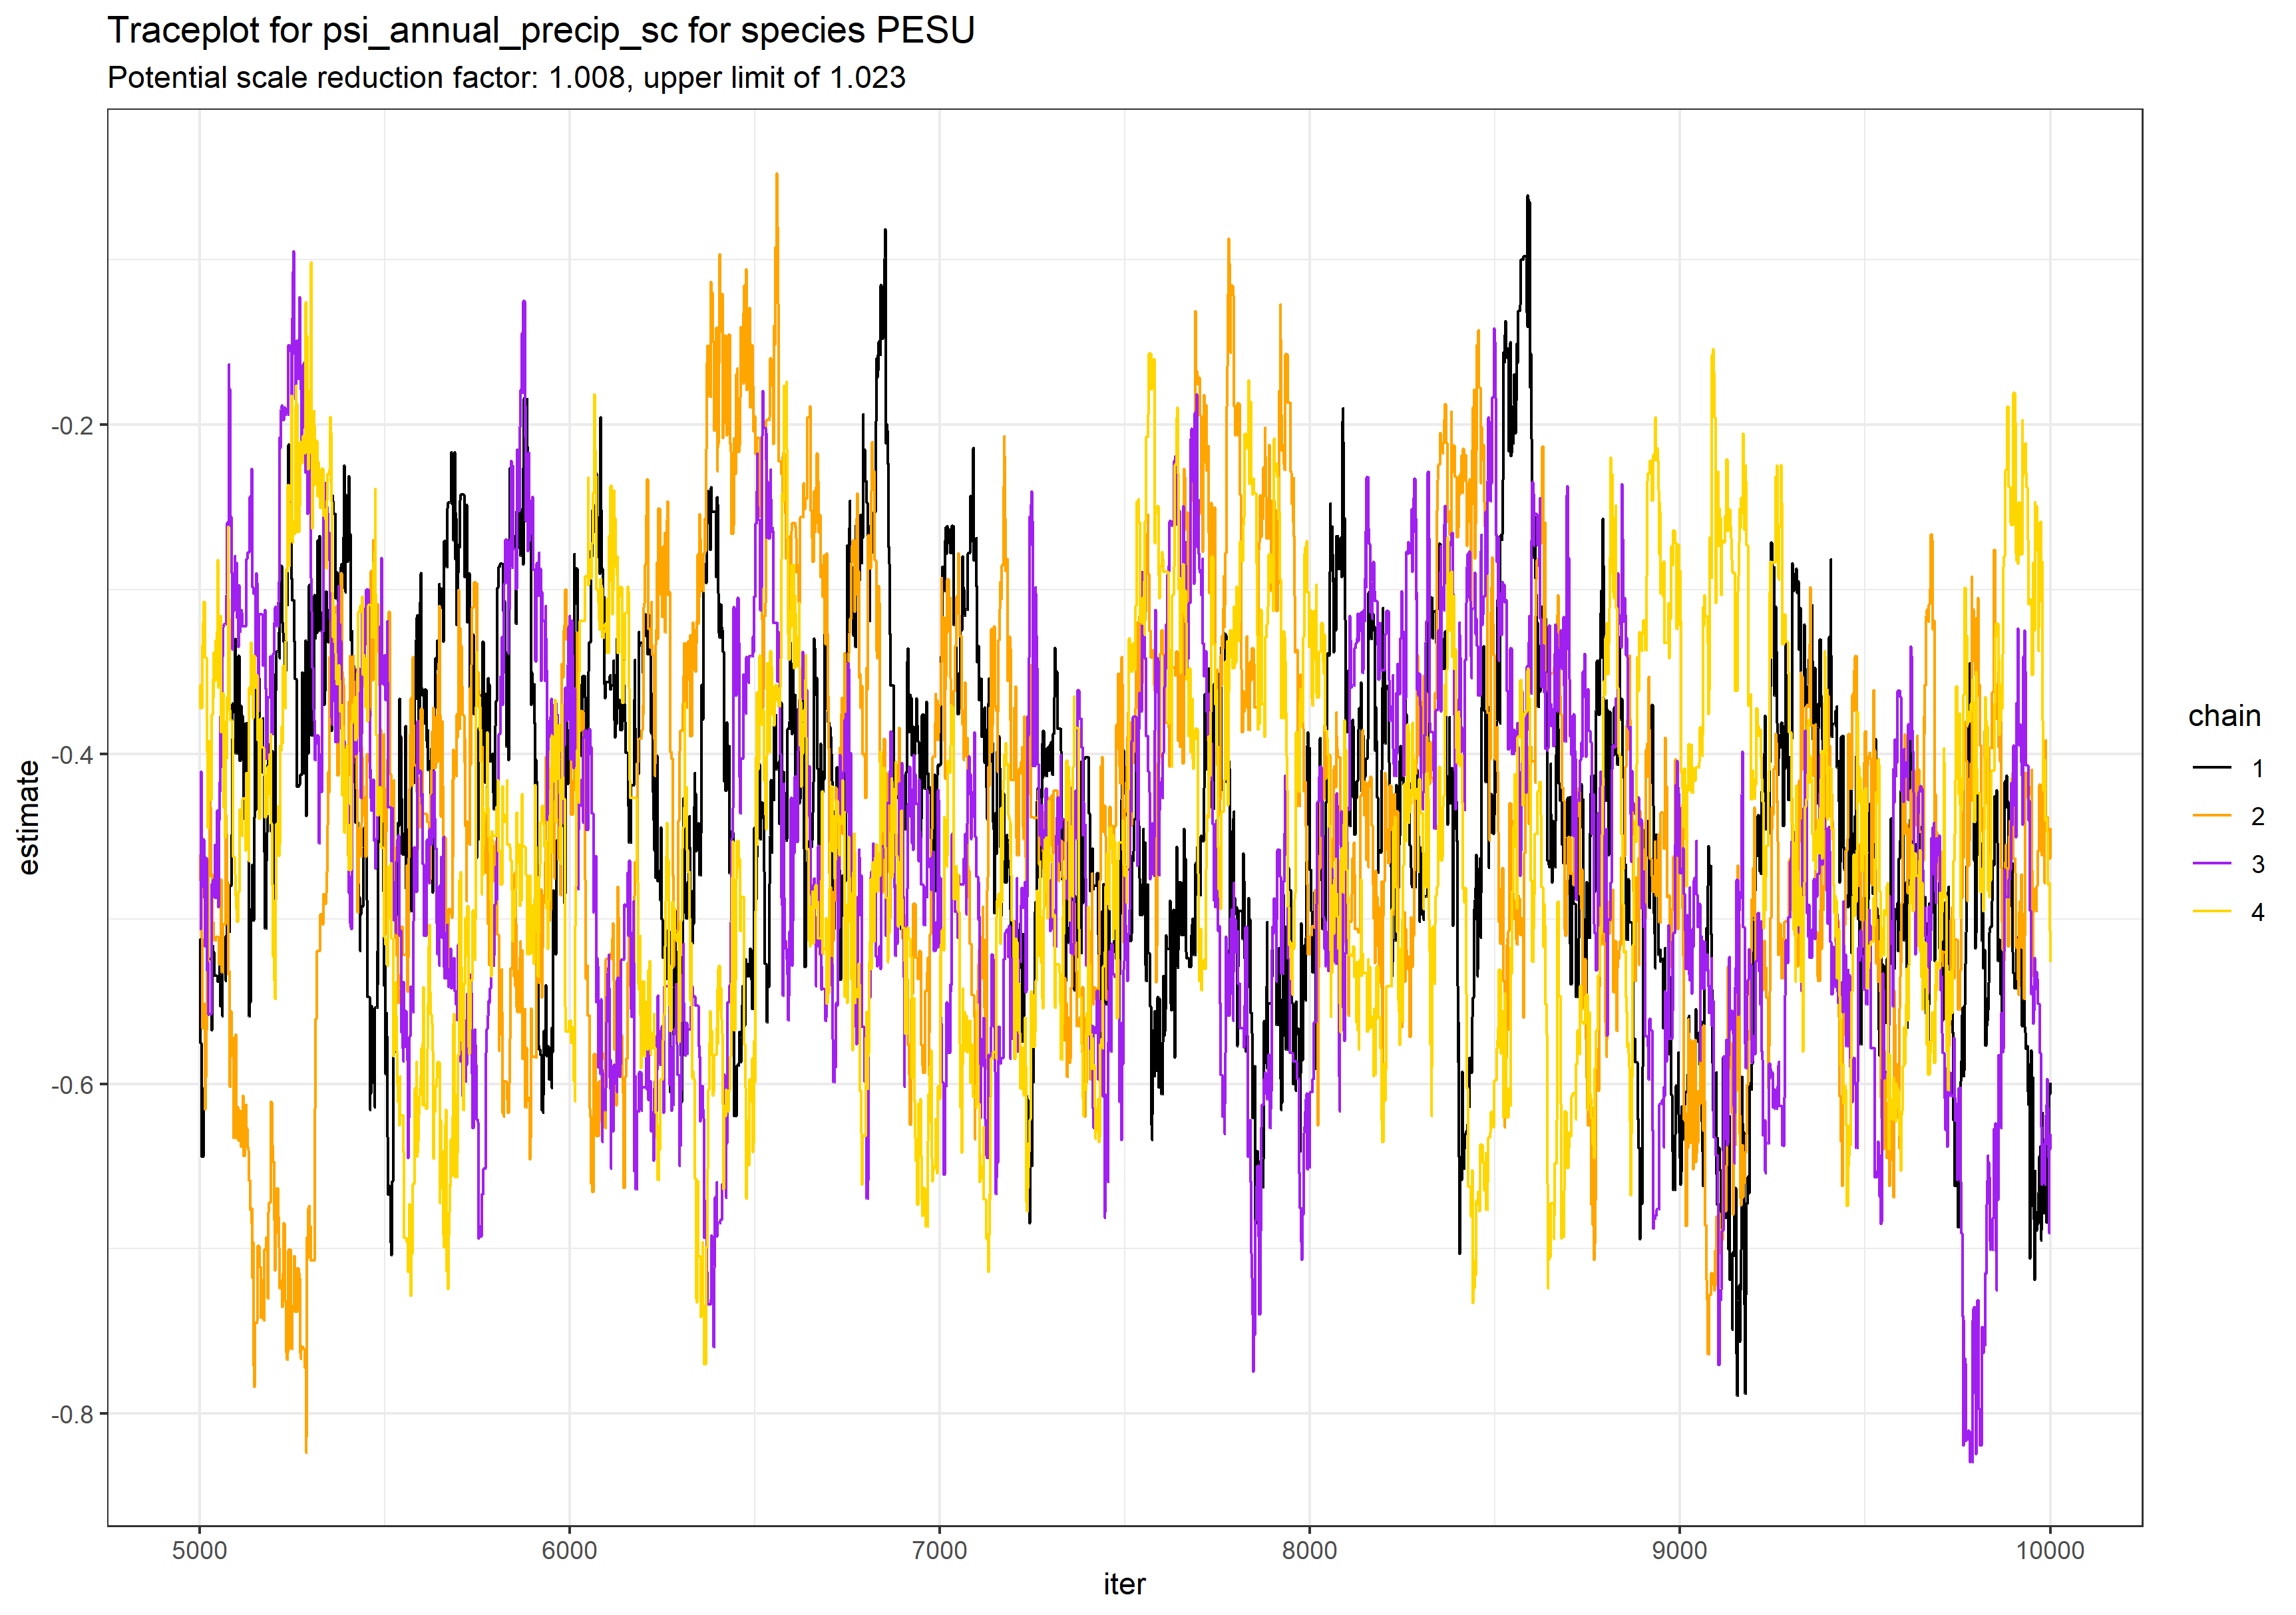 Traceplot for psi_annual_precip_sc for species PESU
Potential scale reduction factor: 1.008, upper limit of 1.023
estimate
-0.2
-0.4
-0.6
-0.8
5000 6000 7000 8000 9000 10000
iter
chain
1
2
3
4